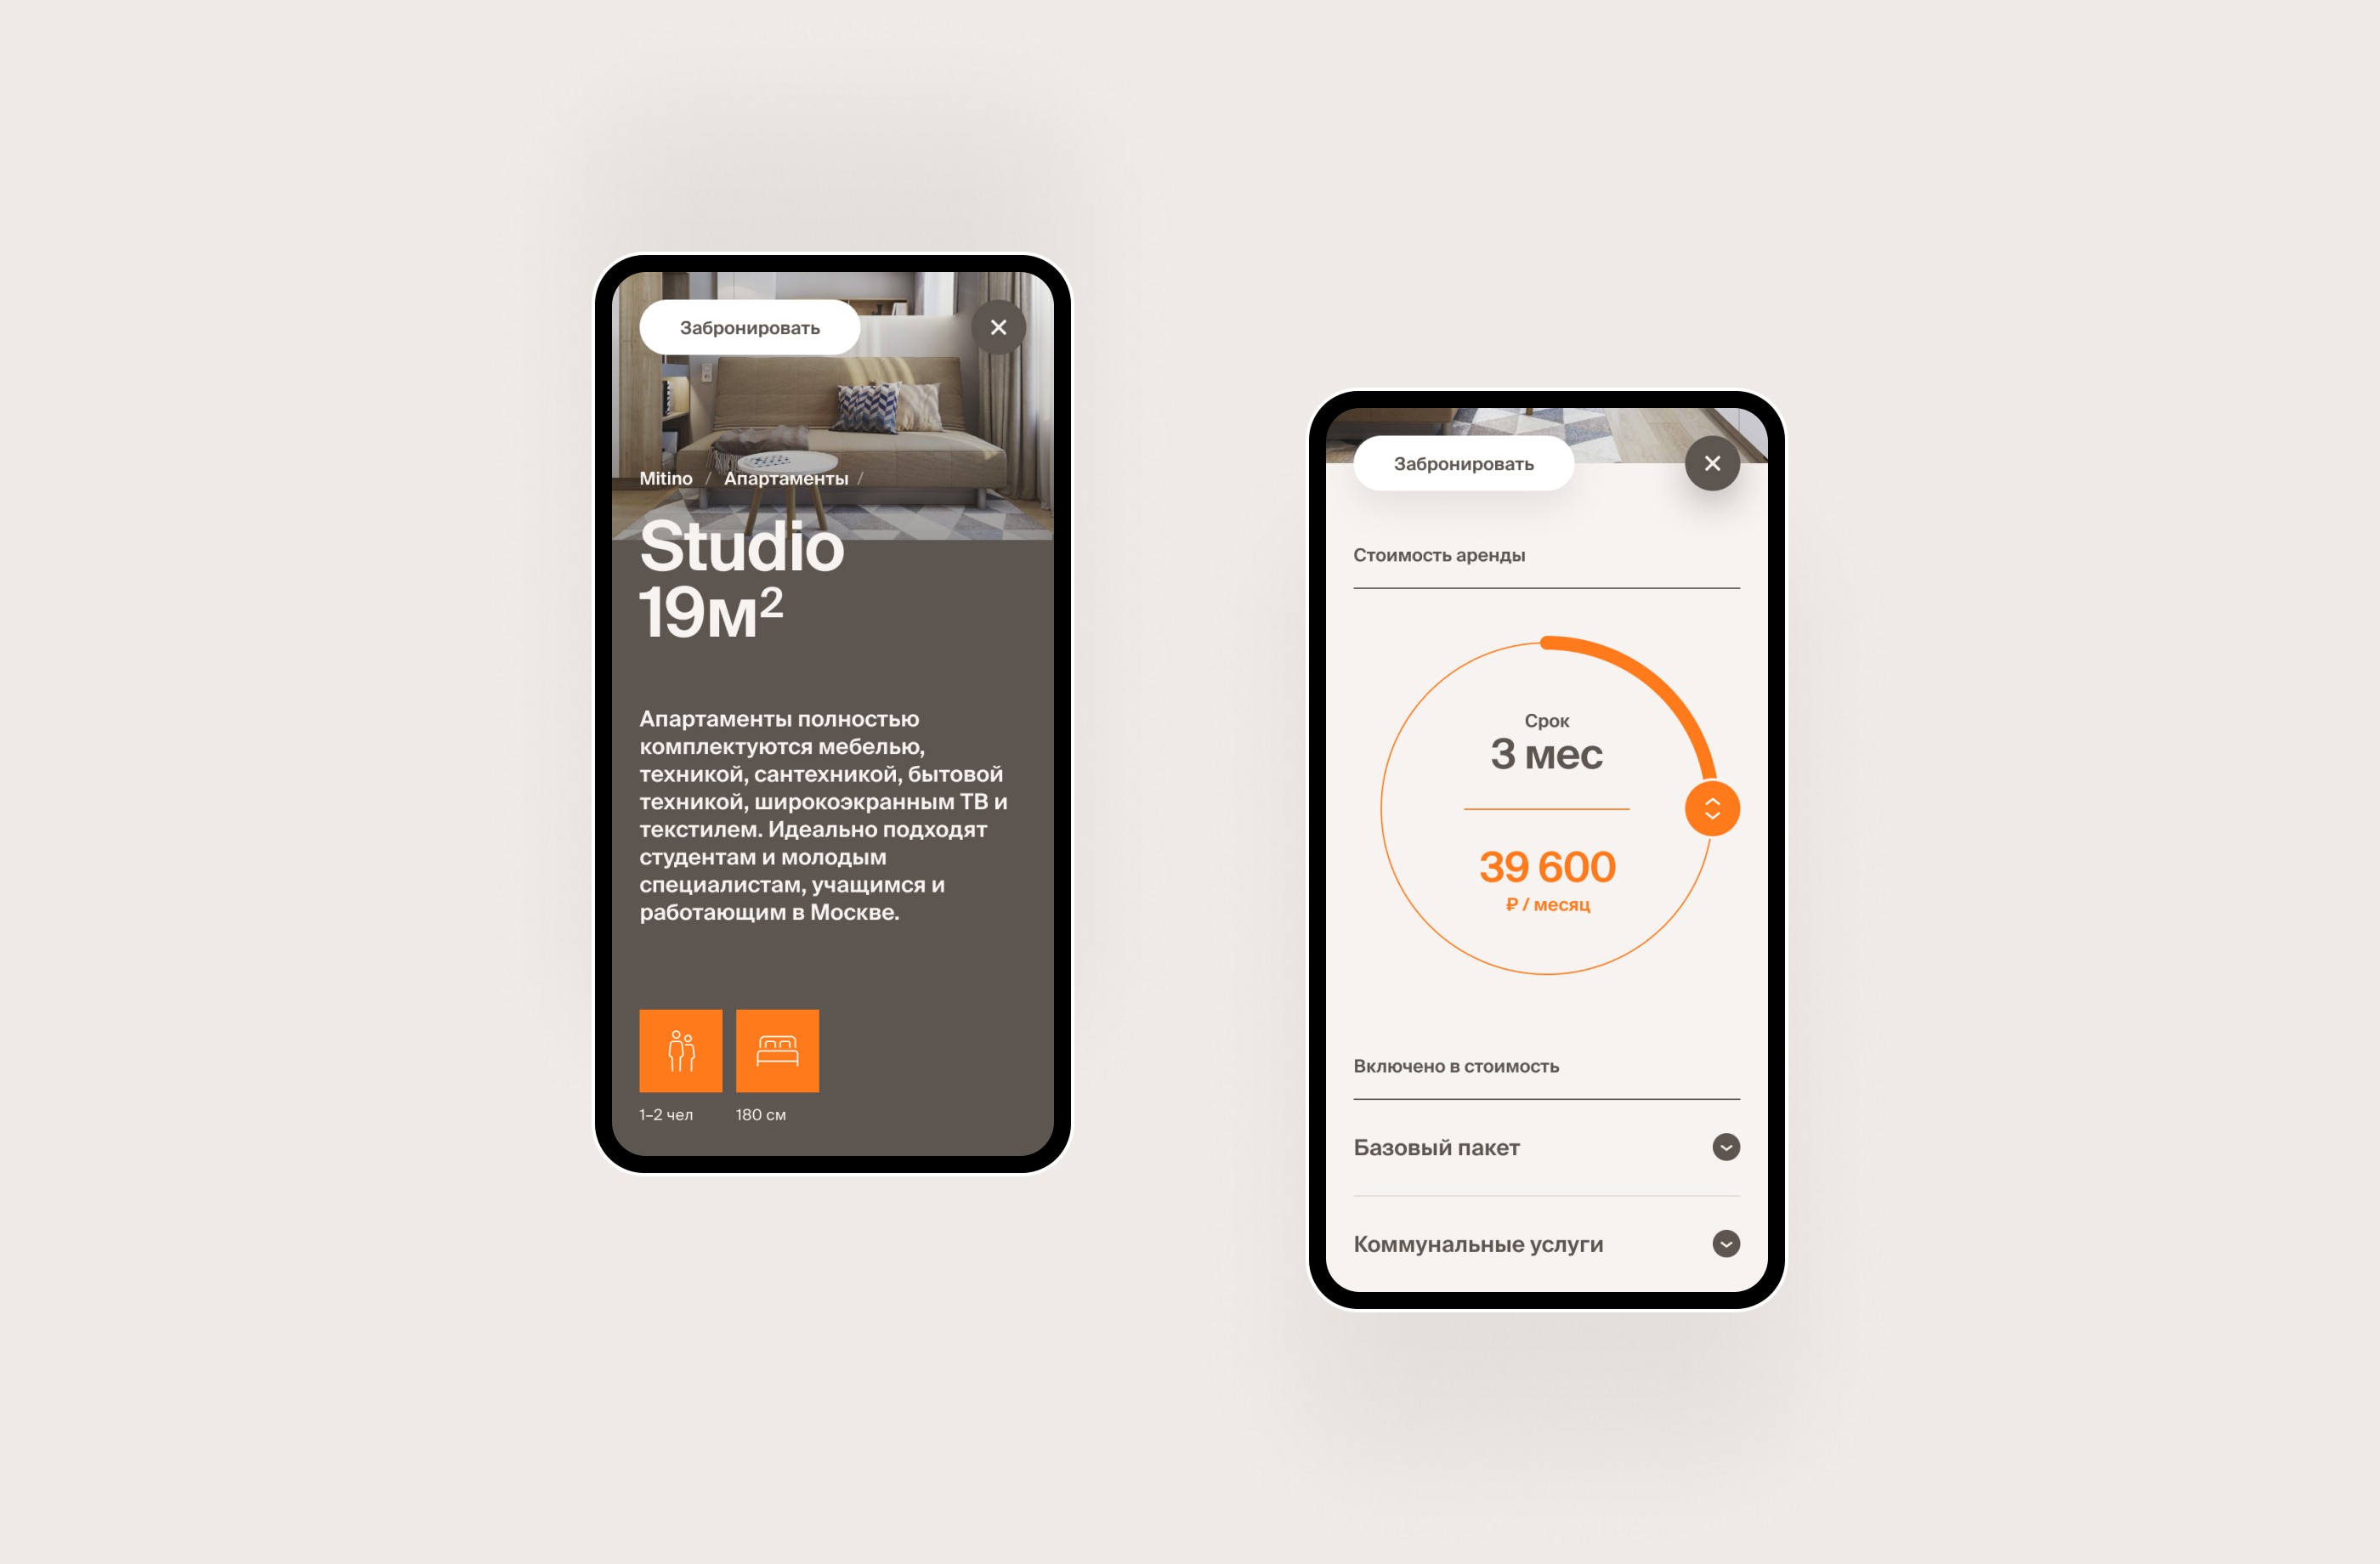 Забронировать
Mitino / Апартаменты /
Studio
19м²
Апартаменты полностью
комплектуются мебелью,
техникой, сантехникой, бытовой
техникой, широкоэкранным ТВ и
текстилем. Идеально подходят
студентам и молодым
специалистам, учащимся и
работающим в Москве.
1–2 чел
180 см
Забронировать
Стоимость аренды
Срок
3 мес
39 600
₽ / месяц
Включено в стоимость
Базовый пакет
Коммунальные услуги